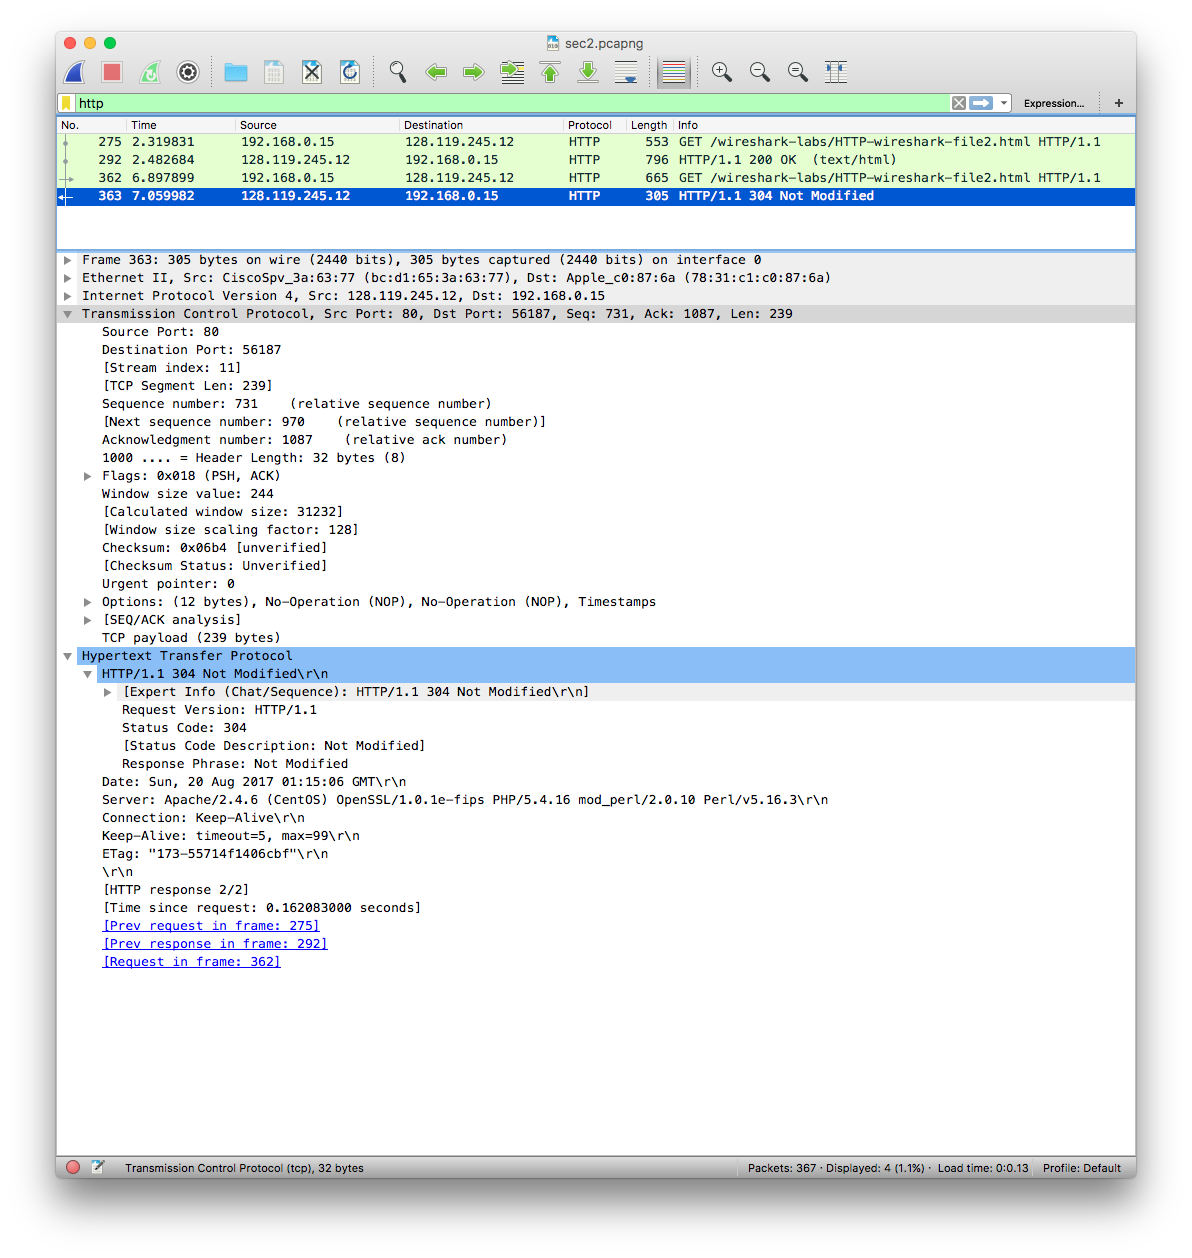 sec2.pcapng
http
Expression... +
No. Time Source Destination Protocol Length Info
275 2.319831 192.168.0.15 128.119.245.12 HTTP 553 GET /wireshark-labs/HTTP-wireshark-file2.html HTTP/1.1
292 2.482684 128.119.245.12 192.168.0.15 HTTP 796 HTTP/1.1 200 OK (text/html)
362 6.897899 192.168.0.15 128.119.245.12 HTTP 665 GET /wireshark-labs/HTTP-wireshark-file2.html HTTP/1.1
363 7.059982 128.119.245.12 192.168.0.15 HTTP 305 HTTP/1.1 304 Not Modified
Frame 363: 305 bytes on wire (2440 bits), 305 bytes captured (2440 bits) on interface 0
Ethernet II, Src: CiscoSpv_3a:63:77 (bc:d1:65:3a:63:77), Dst: Apple_c0:87:6a (78:31:c1:c0:87:6a)
Internet Protocol Version 4, Src: 128.119.245.12, Dst: 192.168.0.15
Transmission Control Protocol, Src Port: 80, Dst Port: 56187, Seq: 731, Ack: 1087, Len: 239
Source Port: 80
Destination Port: 56187
[Stream index: 11]
[TCP Segment Len: 239]
Sequence number: 731    (relative sequence number)
[Next sequence number: 970    (relative sequence number)]
Acknowledgment number: 1087    (relative ack number)
1000 .... = Header Length: 32 bytes (8)
Flags: 0x018 (PSH, ACK)
Window size value: 244
[Calculated window size: 31232]
[Window size scaling factor: 128]
Checksum: 0x06b4 [unverified]
[Checksum Status: Unverified]
Urgent pointer: 0
Options: (12 bytes), No-Operation (NOP), No-Operation (NOP), Timestamps
[SEQ/ACK analysis]
TCP payload (239 bytes)
Hypertext Transfer Protocol
HTTP/1.1 304 Not Modified\r\n
[Expert Info (Chat/Sequence): HTTP/1.1 304 Not Modified\r\n]
Request Version: HTTP/1.1
Status Code: 304
[Status Code Description: Not Modified]
Response Phrase: Not Modified
Date: Sun, 20 Aug 2017 01:15:06 GMT\r\n
Server: Apache/2.4.6 (CentOS) OpenSSL/1.0.1e-fips PHP/5.4.16 mod_perl/2.0.10 Perl/v5.16.3\r\n
Connection: Keep-Alive\r\n
Keep-Alive: timeout=5, max=99\r\n
ETag: "173-55714f1406cbf"\r\n
\r\n
[HTTP response 2/2]
[Time since request: 0.162083000 seconds]
[Prev request in frame: 275]
[Prev response in frame: 292]
[Request in frame: 362]
Transmission Control Protocol (tcp), 32 bytes Packets: 367 · Displayed: 4 (1.1%) · Load time: 0:0.13 Profile: Default